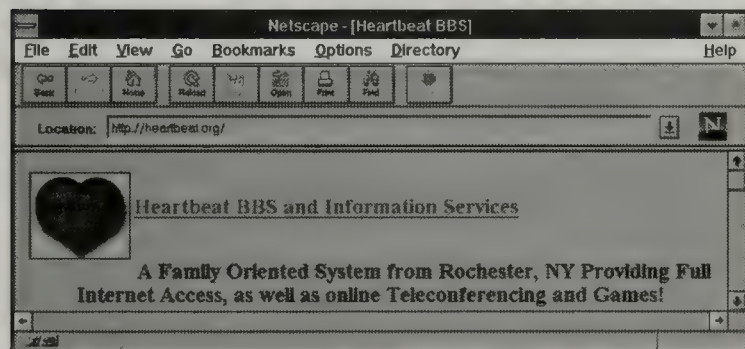 Netscape - [Heartbeat BBS]
File Edit View Go Bookmarks Options Directory Help
Back Home Reload Open Print Find
Location: http://heartbeat.org/
N
Heartbeat BBS and Information Services
A Family Oriented System from Rochester, NY Providing Full
Internet Access, as well as online Teleconferencing and Games!